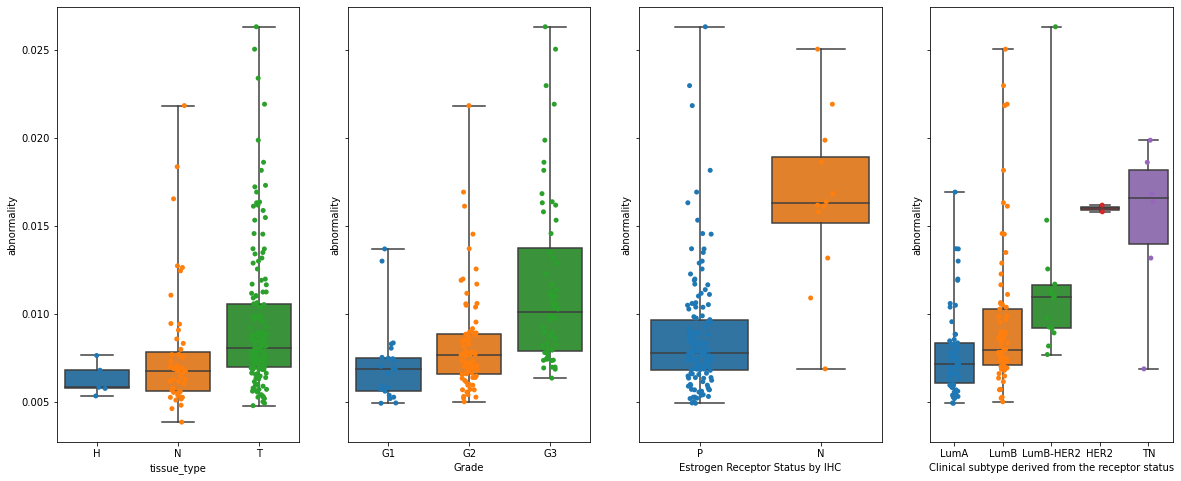 0.025
0.020
0.015
0.010
0.005
abnormality
H N T
tissue_type
abnormality
G1 G2 G3
Grade
abnormality
P N
Estrogen Receptor Status by IHC
abnormality
LumA LumB LumB-HER2 HER2 TN
Clinical subtype derived from the receptor status